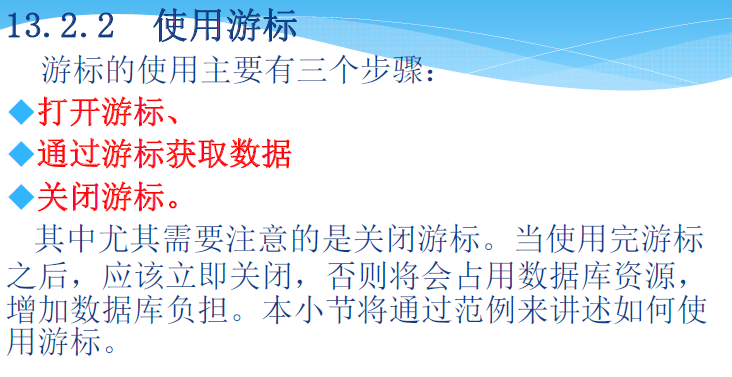 13.2.2 使用游标
游标的使用主要有三个步骤：
◆打开游标、
◆通过游标获取数据
◆关闭游标。
其中尤其需要注意的是关闭游标。当使用完游标
之后，应该立即关闭，否则将会占用数据库资源，
增加数据库负担。本小节将通过范例来讲述如何使
用游标。